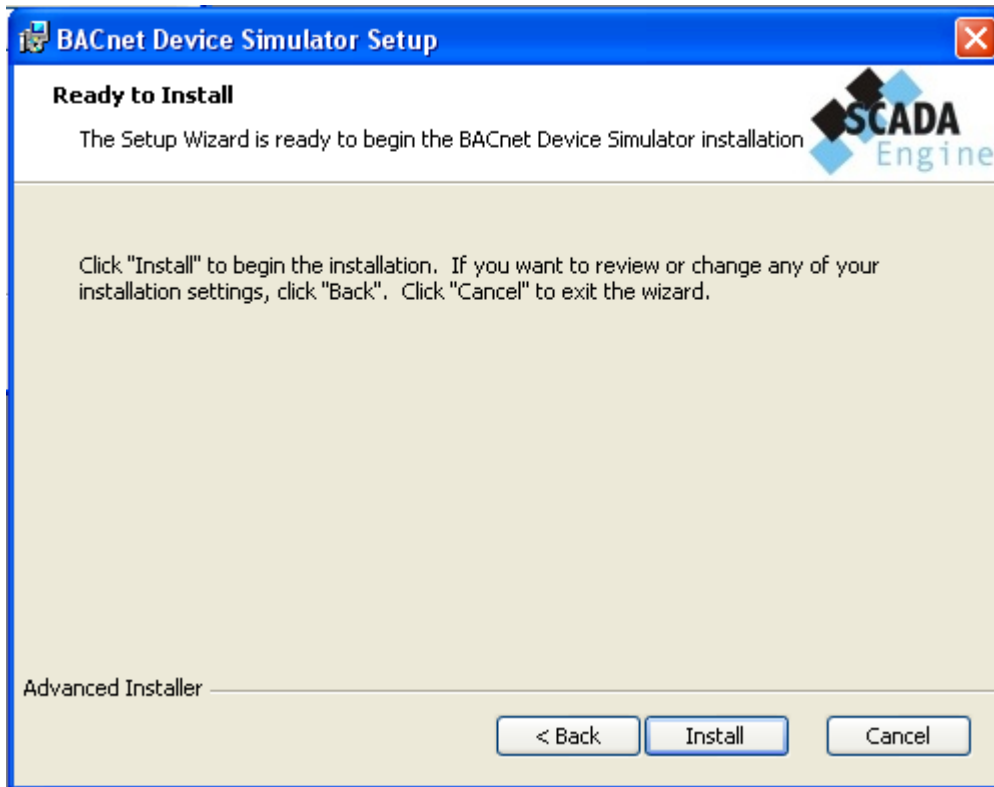 BACnet Device Simulator Setup
Ready to Install
The Setup Wizard is ready to begin the BACnet Device Simulator installation
SCADA
Engine
Click "Install" to begin the installation.  If you want to review or change any of your
installation settings, click "Back".  Click "Cancel" to exit the wizard.
Advanced Installer
< Back
Install
Cancel